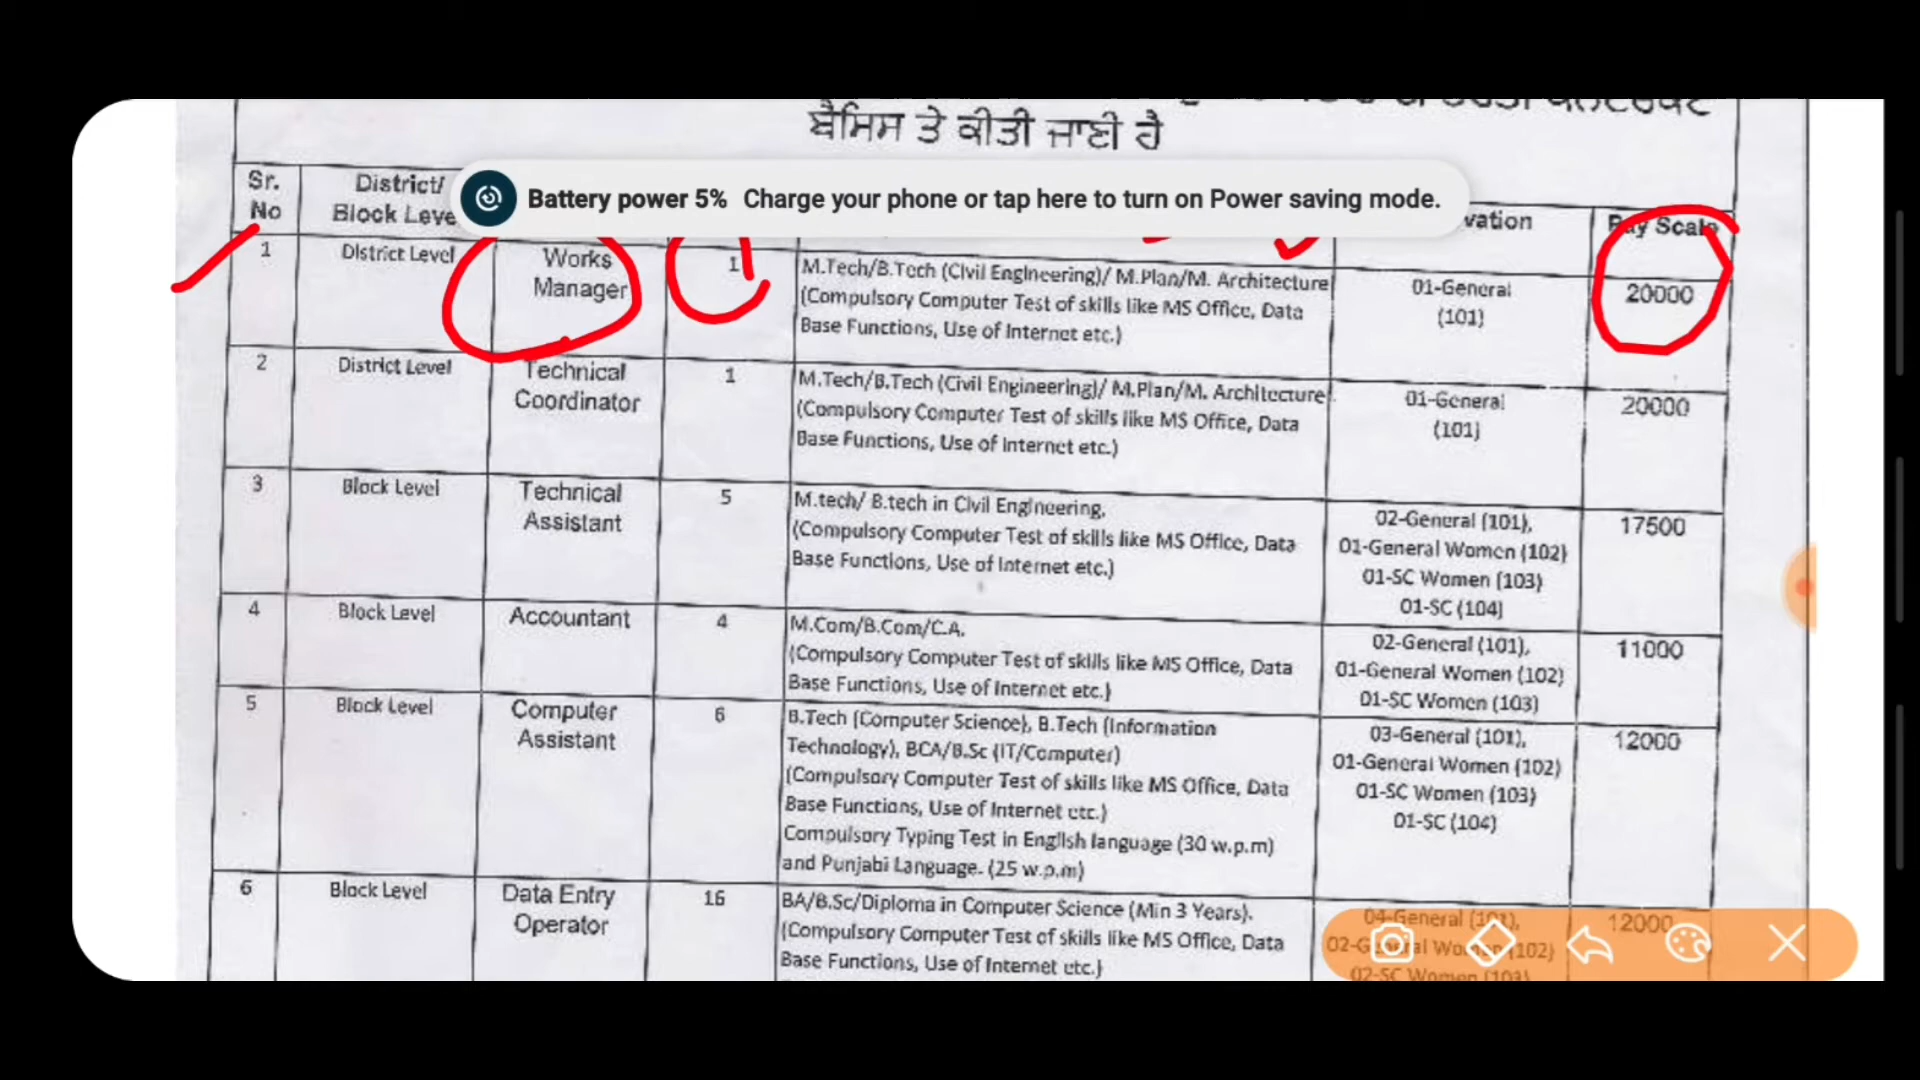 ਬੈਸਿਸ ਤੇ ਕੀਤੀ ਜਾਣੀ ਹੈ
Battery power 5% Charge your phone or tap here to turn on Power saving mode.
Sr. No District/ Block Pay Scale
1 District Level Works Manager 1 M.Tech/B.Tech (Civil Engineering)/ M.Plan/M. Architecture 01-General (101) 20000
(Compulsory Computer Test of skills like MS Office, Data
Base Functions, Use of Internet etc.)
2 District Level Technical Coordinator 1 M.Tech/B.Tech (Civil Engineering)/ M.Plan/M. Architecture 01-General (101) 20000
(Compulsory Computer Test of skills like MS Office, Data
Base Functions, Use of Internet etc.)
3 Block Level Technical Assistant 5 M.tech/ B.tech in Civil Engineering, 17500
(Compulsory Computer Test of skills like MS Office, Data
Base Functions, Use of Internet etc.)
02-General (101),
01-General Women (102)
01-SC Women (103)
01-SC (104)
4 Block Level Accountant 4 M.Com/B.Com/C.A. 11000
(Compulsory Computer Test of skills like MS Office, Data
Base Functions, Use of Internet etc.)
02-General (101),
01-General Women (102)
01-SC Women (103)
5 Block Level Computer Assistant 6 B.Tech (Computer Science), B.Tech (Information 12000
Technology), BCA/B.Sc (IT/Computer)
(Compulsory Computer Test of skills like MS Office, Data
Base Functions, Use of Internet etc.)
Compulsory Typing Test in English language (30 w.p.m)
and Punjabi Language. (25 w.p.m)
03-General (101),
01-General Women (102)
01-SC Women (103)
01-SC (104)
6 Block Level Data Entry Operator 16 BA/B.Sc/Diploma in Computer Science (Min 3 Years). 12000
(Compulsory Computer Test of skills like MS Office, Data
Base Functions, Use of Internet etc.)
04-General (101),
(102)
02-SC Women (103)